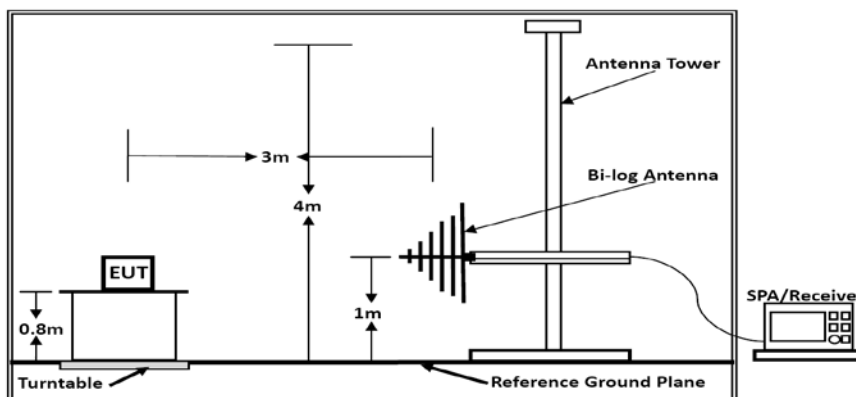 Antenna Tower
3m
Bi-log Antenna
4m
EUT
SPA/Receive
0.8m
1m
Turntable
Reference Ground Plane